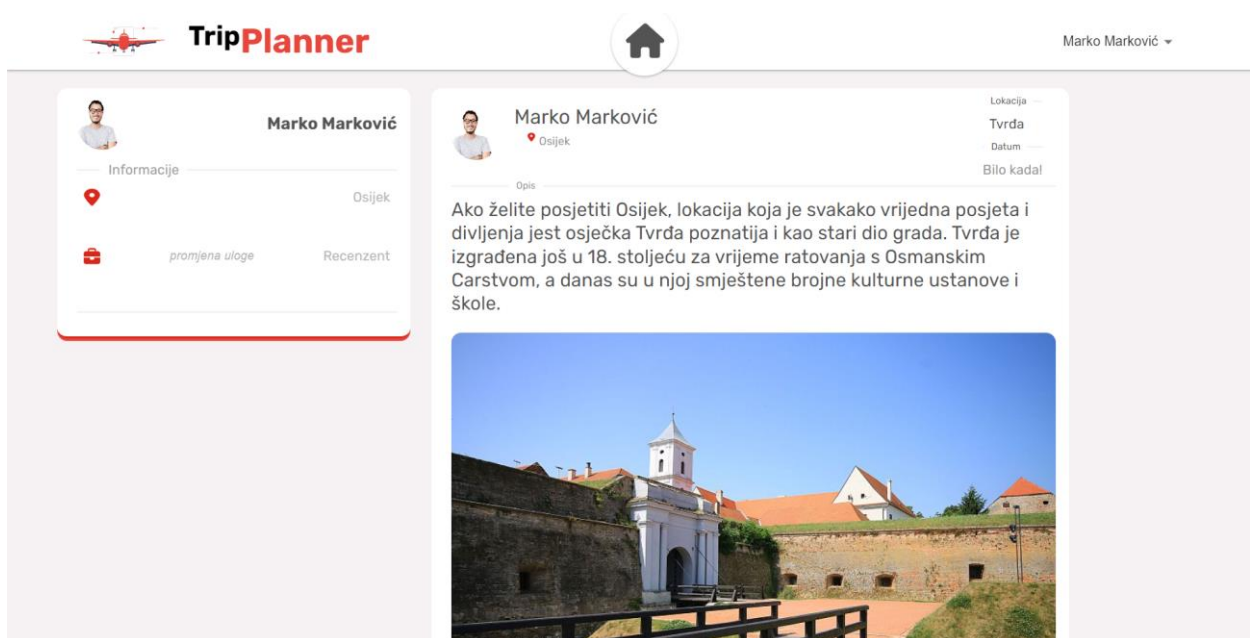 TripPlanner
Marko Marković
Marko Marković
Informacije
Osijek
promjena uloge Recenzent
Marko Marković
Osijek
Lokacija
Tvrđa
Datum
Bilo kada!
Opis
Ako želite posjetiti Osijek, lokacija koja je svakako vrijedna posjeta i
divljenja jest osječka Tvrđa poznatija i kao stari dio grada. Tvrđa je
izgrađena još u 18. stoljeću za vrijeme ratovanja s Osmanskim
Carstvom, a danas su u njoj smještene brojne kulturne ustanove i
škole.